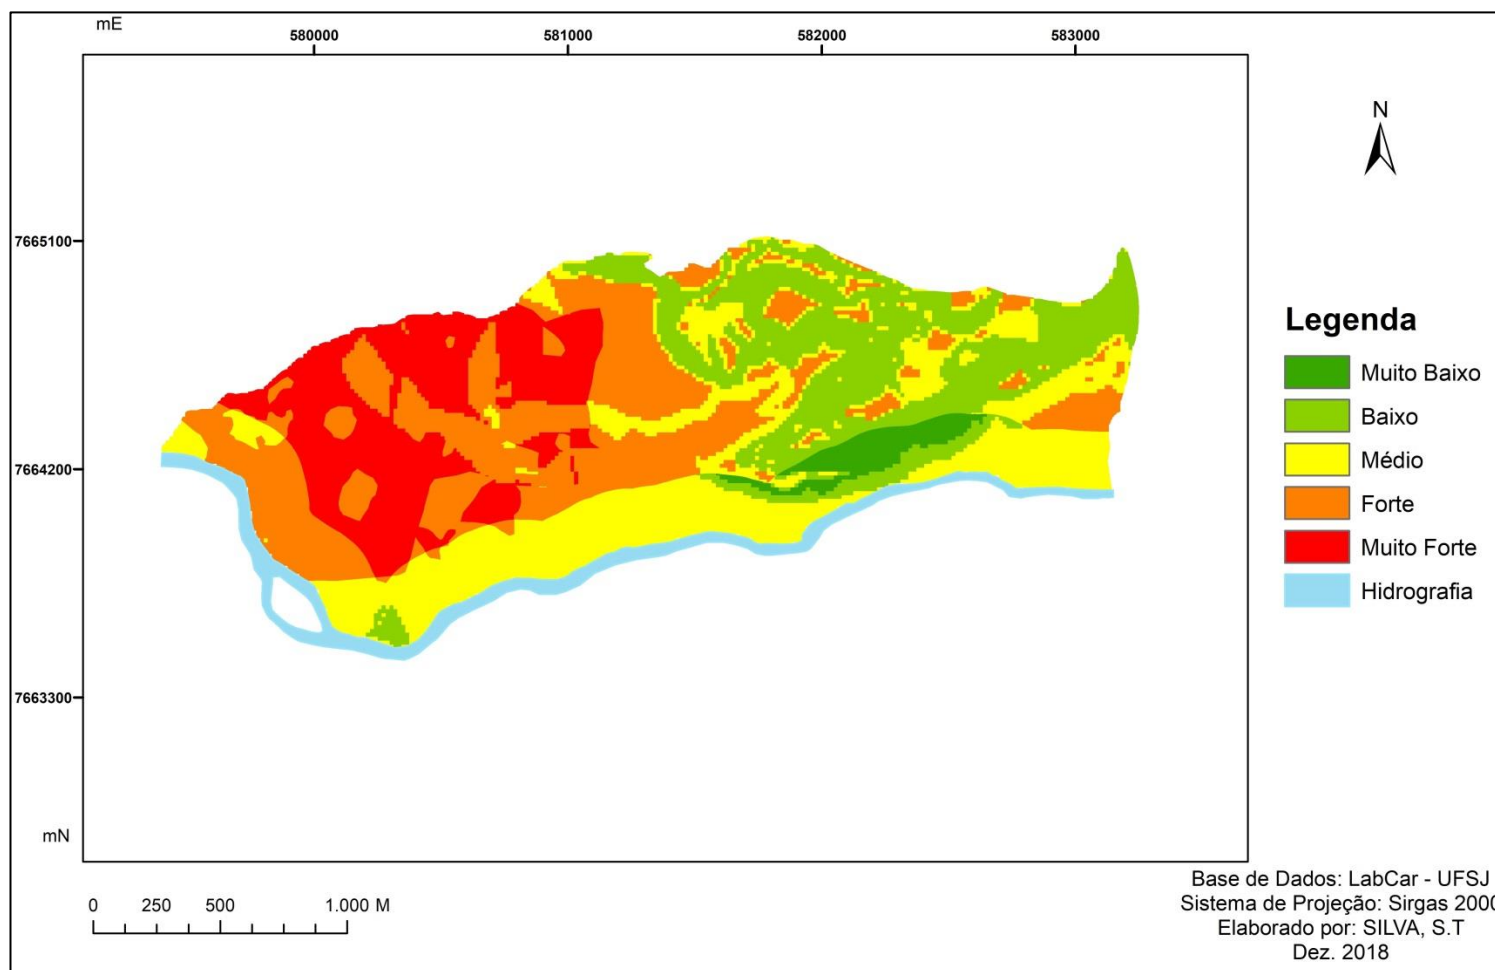 mE
580000 581000 582000 583000
N
7665100
Legenda
Muito Baixo
Baixo
7664200
Médio
Forte
Muito Forte
Hidrografia
7663300
mN
Base de Dados: LabCar - UFSJ
Sistema de Projeção: Sirgas 2000
0 250 500 1.000 M
Elaborado por: SILVA, S.T
Dez. 2018